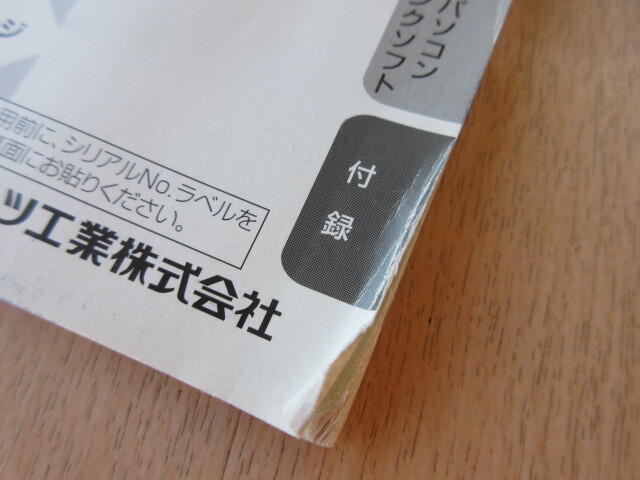 ジ
パソコン
クソフト
付録
用前に、シリアルNo.ラベルを
面にお貼りください。
ツ工業株式会社